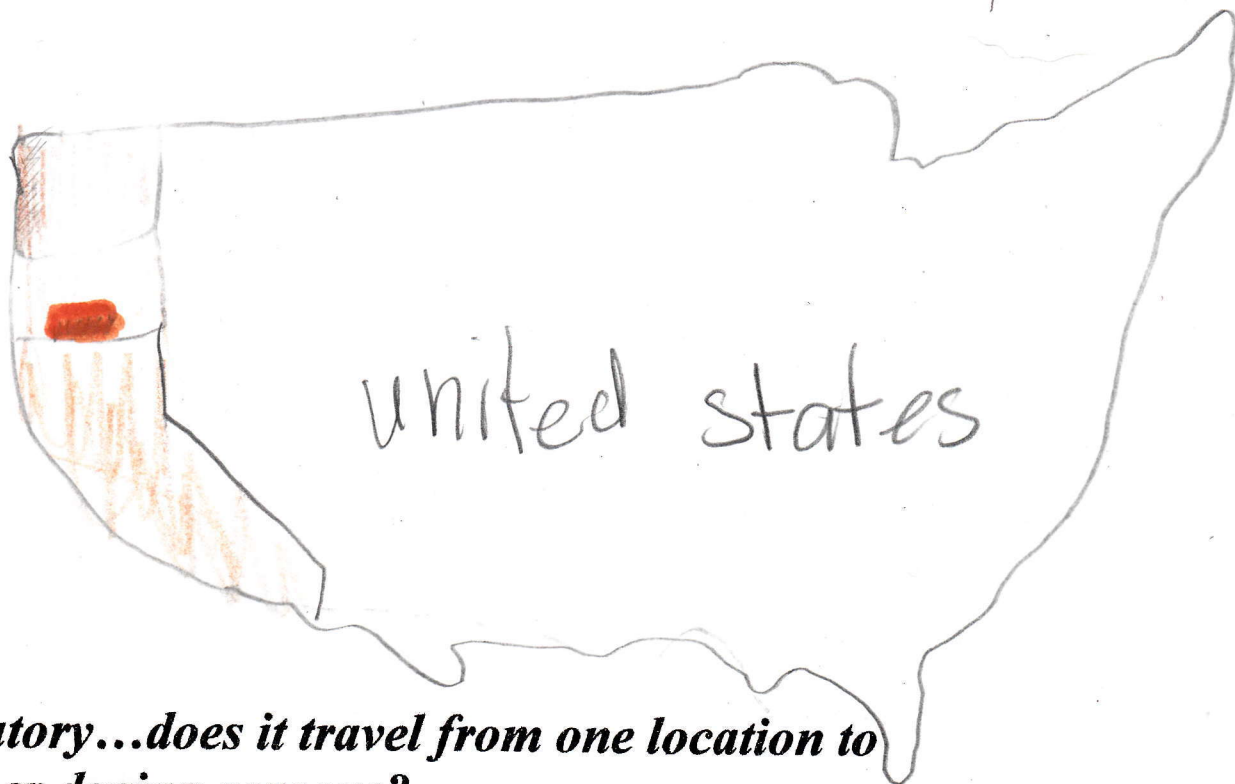 united states
atory...does it travel from one location to